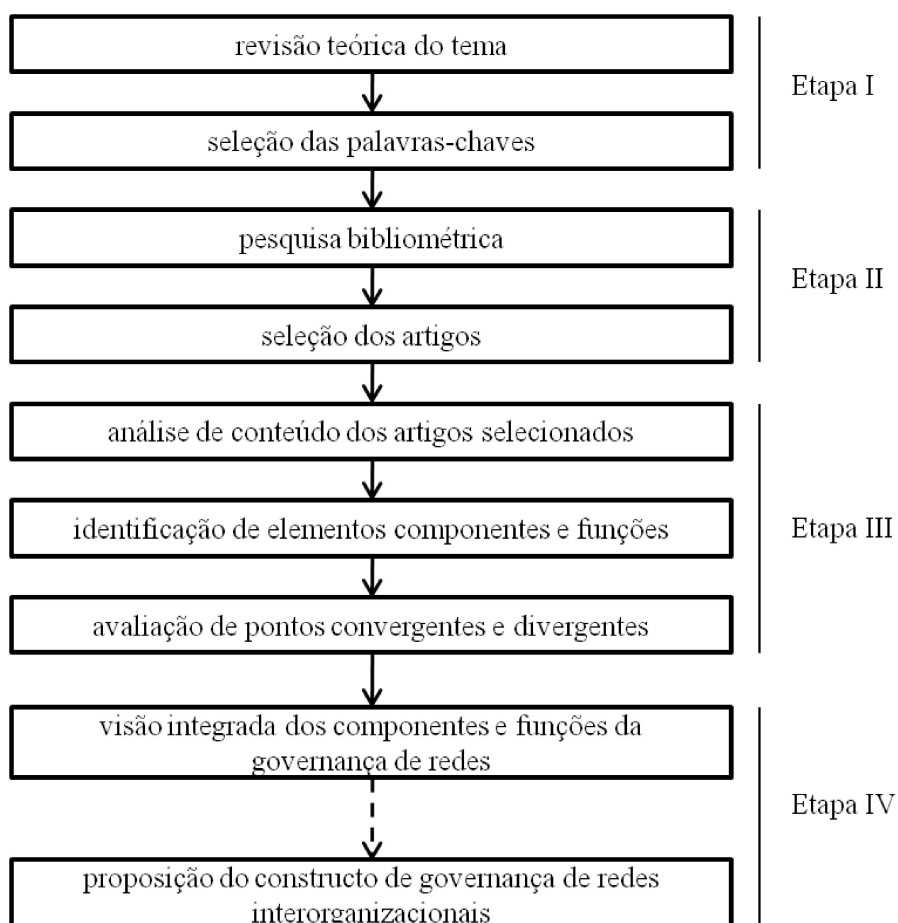 revisão teórica do tema
Etapa I
seleção das palavras-chaves
pesquisa bibliométrica
Etapa II
seleção dos artigos
análise de conteúdo dos artigos selecionados
identificação de elementos componentes e funções
Etapa III
avaliação de pontos convergentes e divergentes
visão integrada dos componentes e funções da
governança de redes
Etapa IV
proposição do constructo de governança de redes
interorganizacionais